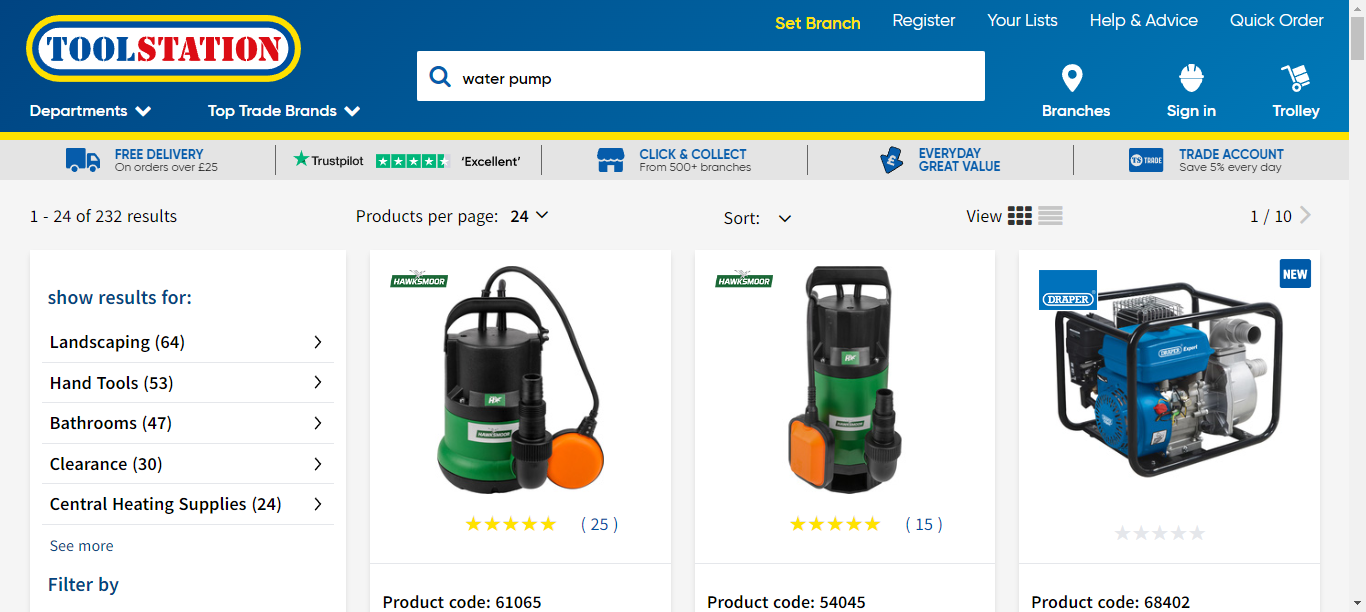 Set Branch
Register
Your Lists
Help & Advice
Quick Order
TOOLSTATION
water pump
Departments
Top Trade Brands
Branches
Sign in
Trolley
FREE DELIVERY
On orders over £25
Trustpilot
'Excellent'
CLICK & COLLECT
From 500+ branches
£
EVERYDAY
GREAT VALUE
TS TRADE
TRADE ACCOUNT
Save 5% every day
1 - 24 of 232 results
Products per page: 24
Sort:
View
1 / 10
show results for:
Landscaping (64)
Hand Tools (53)
Bathrooms (47)
Clearance (30)
Central Heating Supplies (24)
See more
Filter by
HAWKSMOOR
HAWKSMOOR
( 25 )
Product code: 61065
HAWKSMOOR
HAWKSMOOR
( 15 )
Product code: 54045
DRAPER
NEW
DRAPER Expert
Product code: 68402